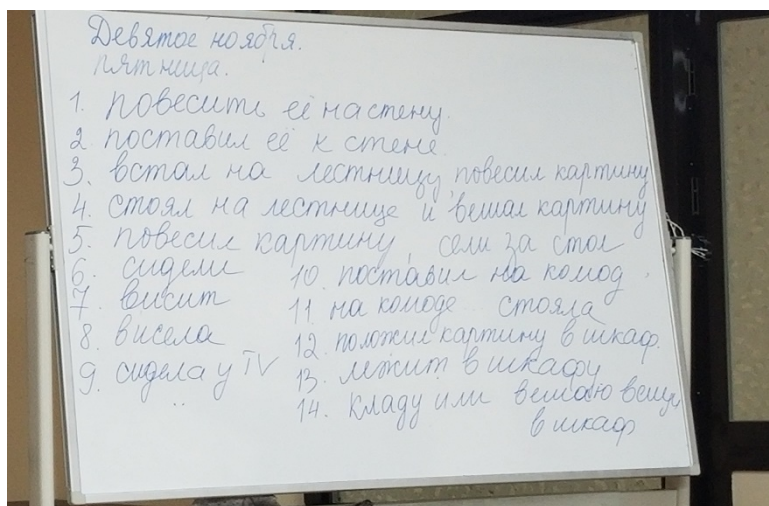 Девятое ноября.
пятница.
1. повесить её на стену.
2. поставил её к стене
3. встал на лестницу, повесил картину
4. стоял на лестнице и вешал картину
5. повесил картину, сели за стол
6. сидели
7. висит
8. висела
9. сидела у TV
10. поставил на комод.
11. на комоде стояла
12. положил картину в шкаф.
13. лежит в шкафу
14. кладу или вешаю вещи
в шкаф